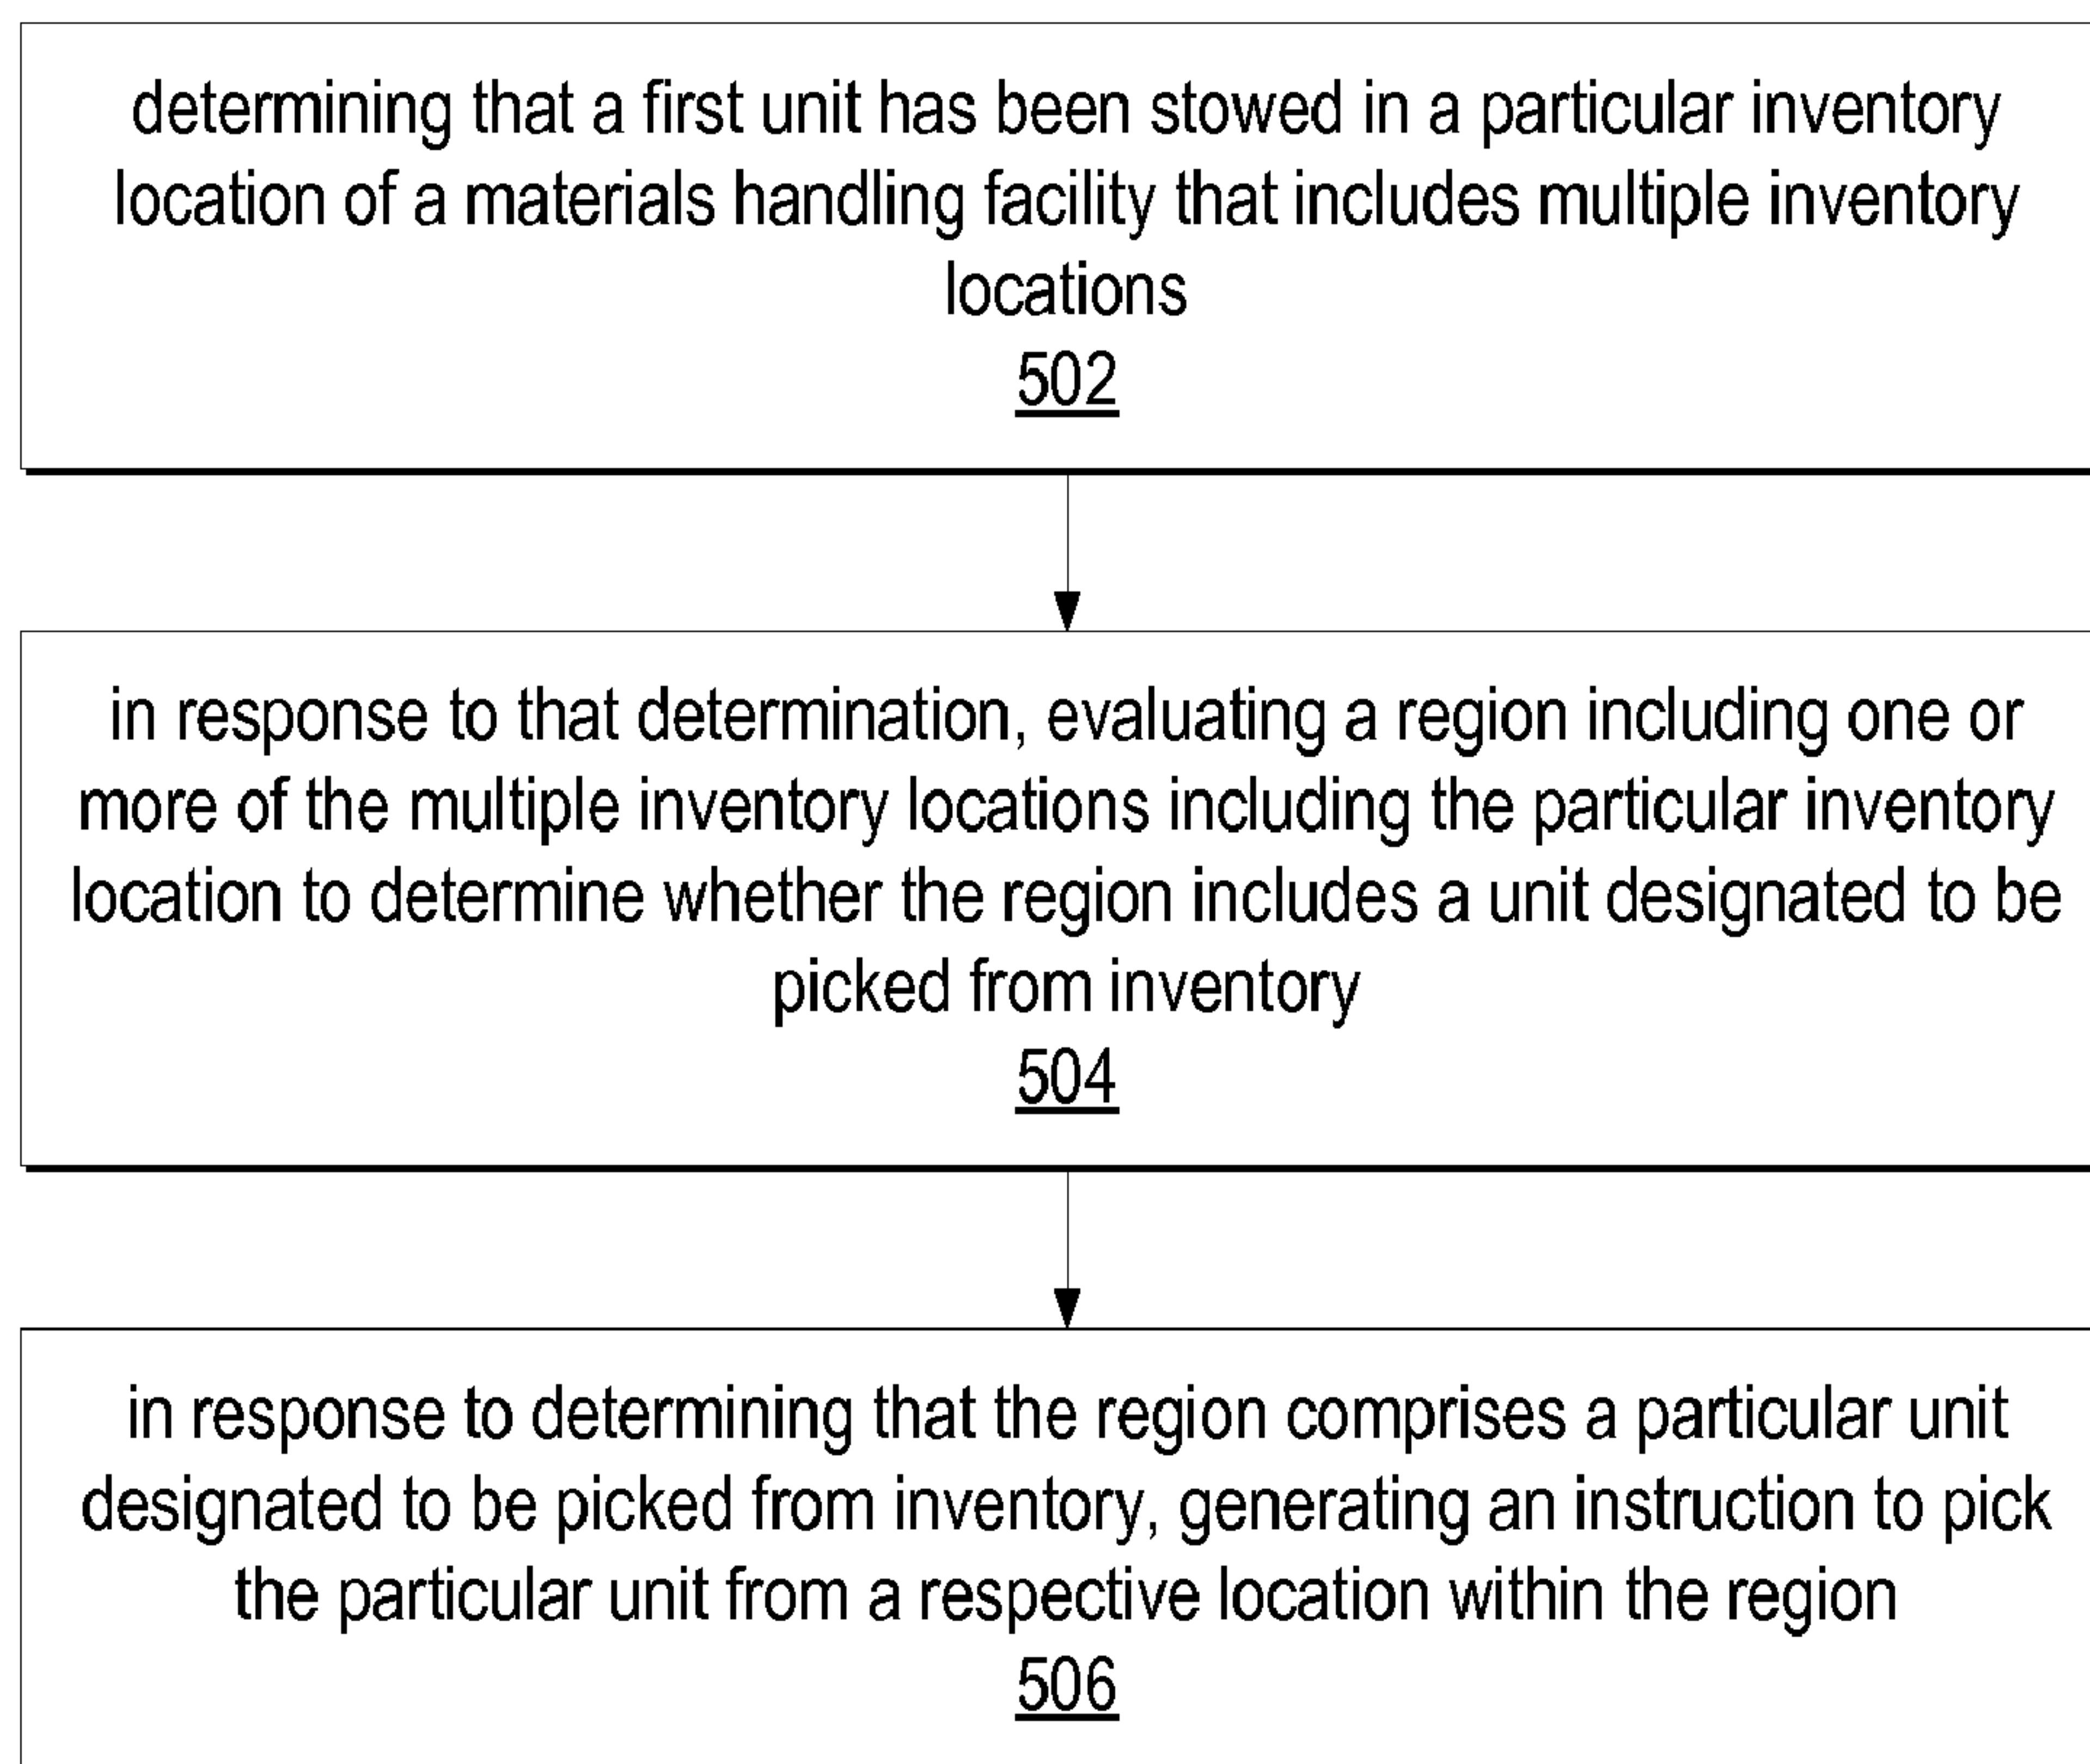 determining that a first unit has been stowed in a particular inventory
location of a materials handling facility that includes multiple inventory
locations
502
in response to that determination, evaluating a region including one or
more of the multiple inventory locations including the particular inventory
location to determine whether the region includes a unit designated to be
picked from inventory
504
in response to determining that the region comprises a particular unit
designated to be picked from inventory, generating an instruction to pick
the particular unit from a respective location within the region
506